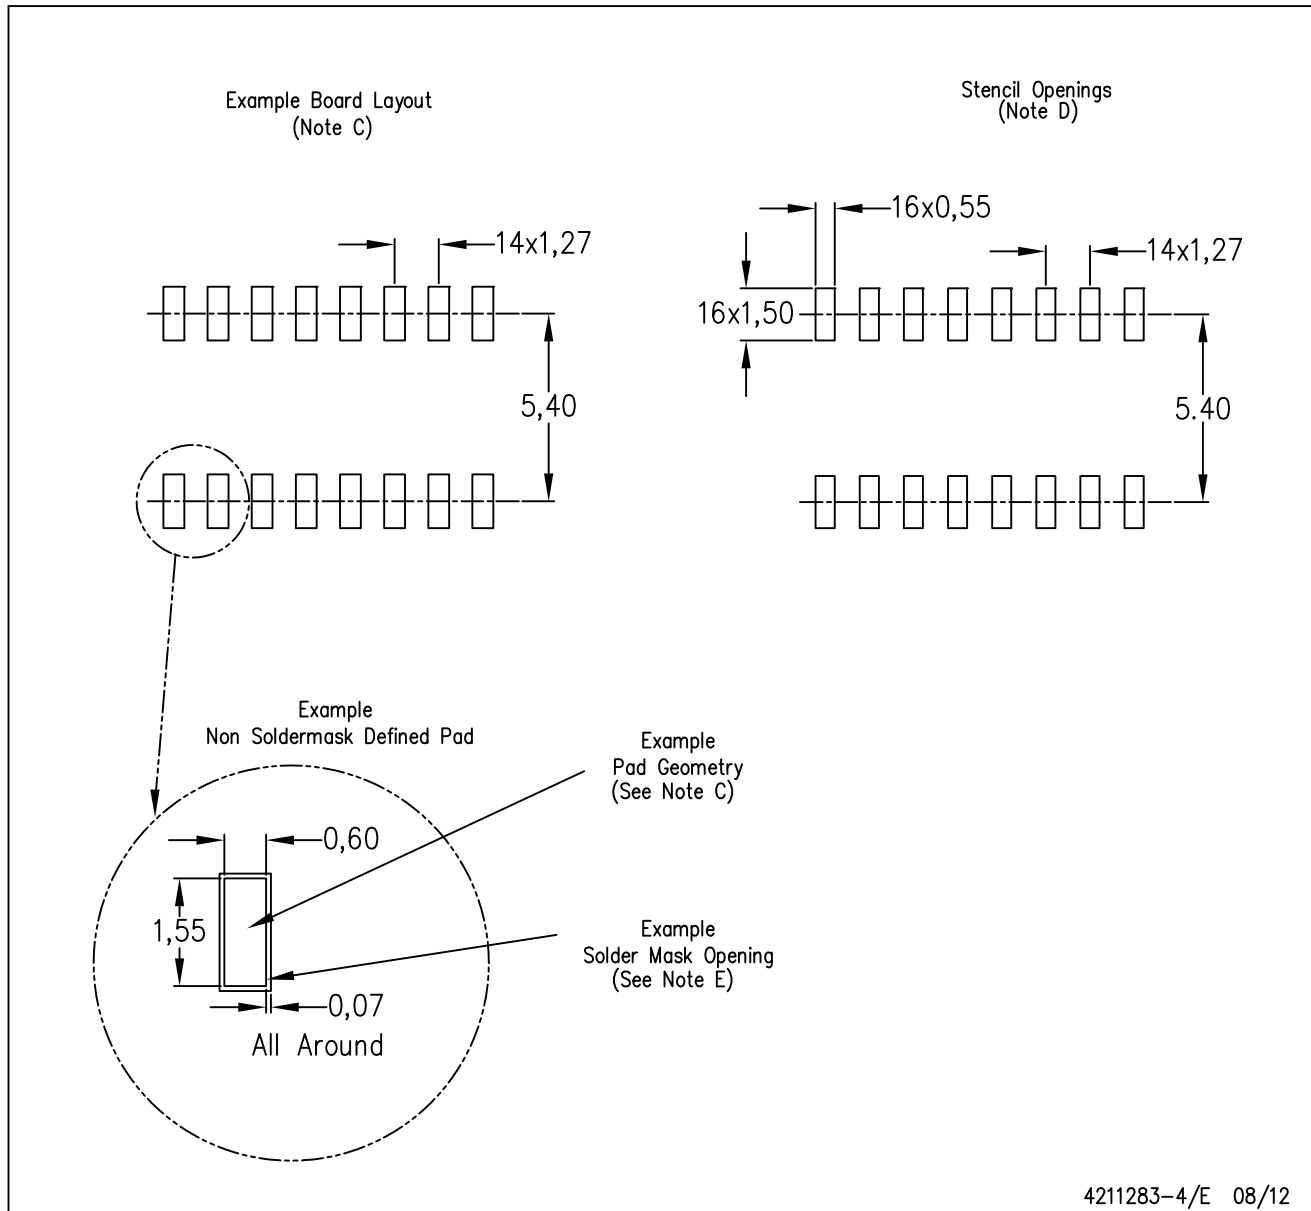 Example Board Layout
(Note C)
Stencil Openings
(Note D)
14x1,27
5,40
16x0,55
14x1,27
16x1,50
5.40
Example
Non Soldermask Defined Pad
Example
Pad Geometry
(See Note C)
0,60
1,55
Example
Solder Mask Opening
(See Note E)
0,07
All Around
4211283-4/E 08/12